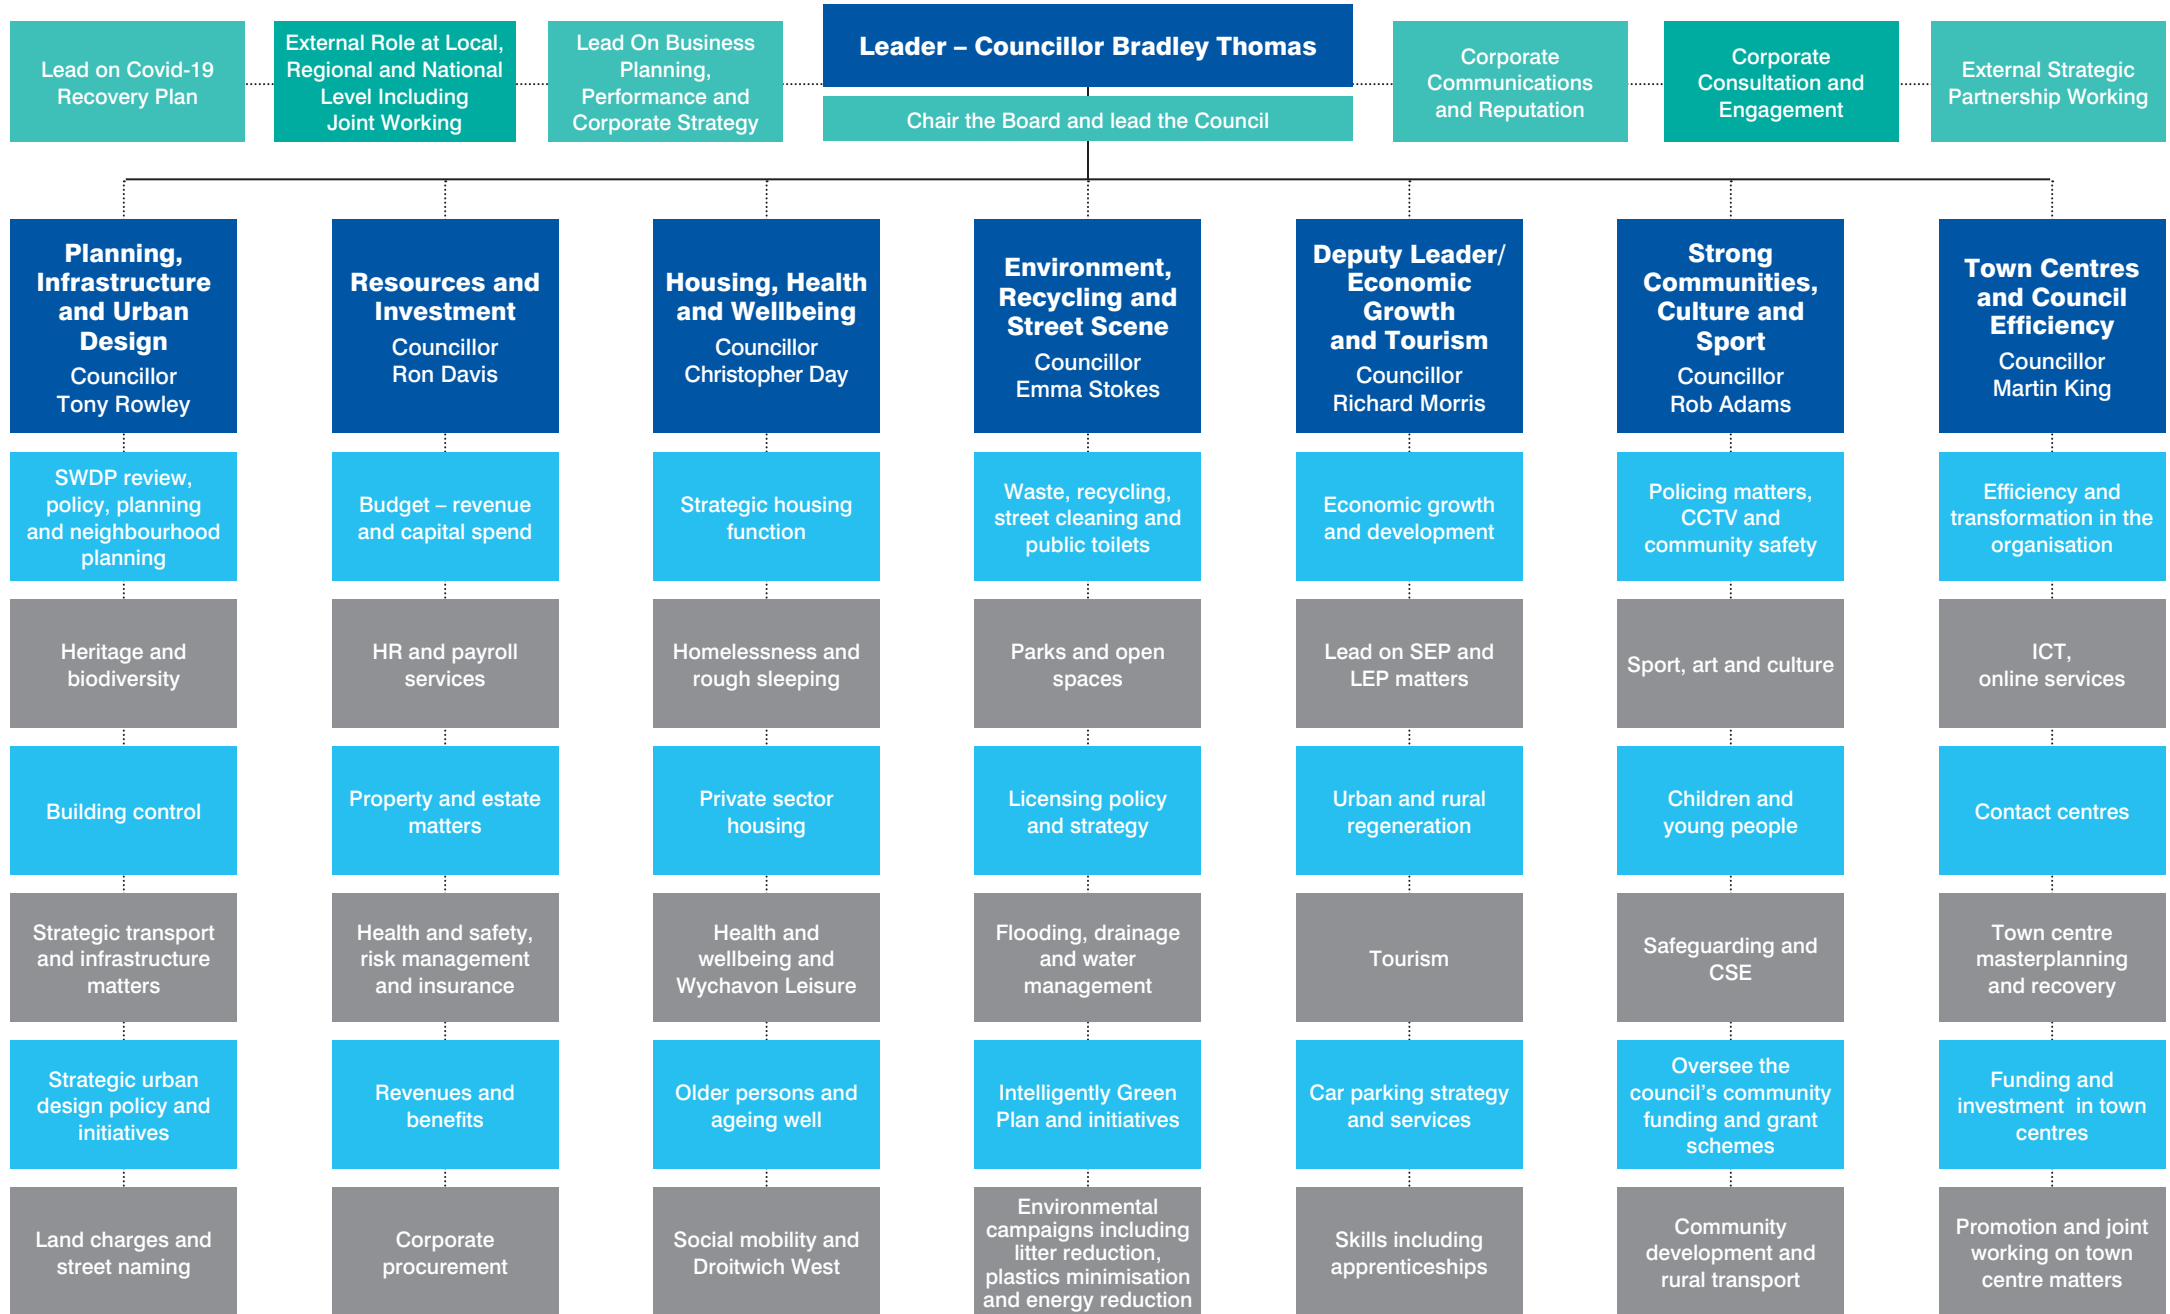 Lead on Covid-19
Recovery Plan
External Role at Local,
Regional and National
Level Including
Joint Working
Lead On Business
Planning,
Performance and
Corporate Strategy
Leader – Councillor Bradley Thomas
Chair the Board and lead the Council
Corporate
Communications
and Reputation
Corporate
Consultation and
Engagement
External Strategic
Partnership Working
Planning,
Infrastructure
and Urban
Design
Councillor
Tony Rowley
SWDP review,
policy, planning
and neighbourhood
planning
Heritage and
biodiversity
Building control
Strategic transport
and infrastructure
matters
Strategic urban
design policy and
initiatives
Land charges and
street naming
Resources and
Investment
Councillor
Ron Davis
Budget – revenue
and capital spend
HR and payroll
services
Property and estate
matters
Health and safety,
risk management
and insurance
Revenues and
benefits
Corporate
procurement
Housing, Health
and Wellbeing
Councillor
Christopher Day
Strategic housing
function
Homelessness and
rough sleeping
Private sector
housing
Health and
wellbeing and
Wychavon Leisure
Older persons and
ageing well
Social mobility and
Droitwich West
Environment,
Recycling and
Street Scene
Councillor
Emma Stokes
Waste, recycling,
street cleaning and
public toilets
Parks and open
spaces
Licensing policy
and strategy
Flooding, drainage
and water
management
Intelligently Green
Plan and initiatives
Environmental
campaigns including
litter reduction,
plastics minimisation
and energy reduction
Deputy Leader/
Economic
Growth
and Tourism
Councillor
Richard Morris
Economic growth
and development
Lead on SEP and
LEP matters
Urban and rural
regeneration
Tourism
Car parking strategy
and services
Skills including
apprenticeships
Strong
Communities,
Culture and
Sport
Councillor
Rob Adams
Policing matters,
CCTV and
community safety
Sport, art and culture
Children and
young people
Safeguarding and
CSE
Oversee the
council's community
funding and grant
schemes
Community
development and
rural transport
Town Centres
and Council
Efficiency
Councillor
Martin King
Efficiency and
transformation in the
organisation
ICT,
online services
Contact centres
Town centre
masterplanning
and recovery
Funding and
investment in town
centres
Promotion and joint
working on town
centre matters